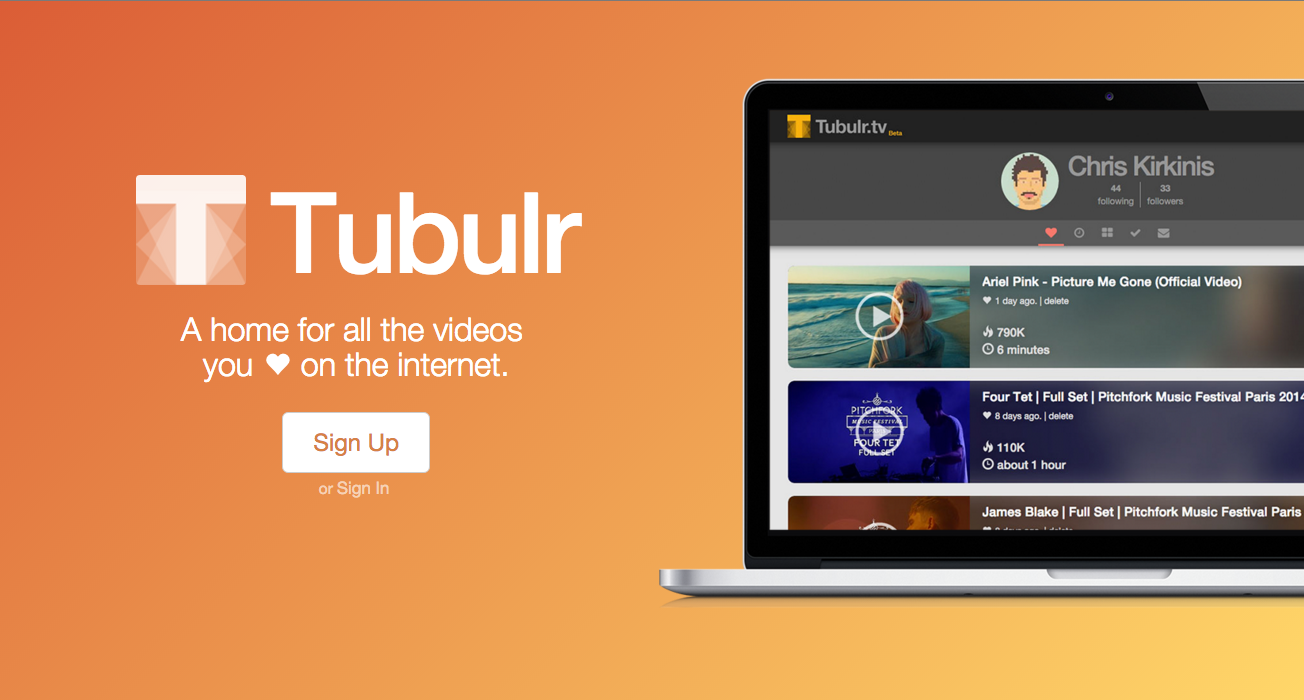 Tubulr
A home for all the videos
you ♥ on the internet.
Sign Up
or Sign In
Tubulr.tv Beta
Chris Kirkinis
44
following
33
followers
Ariel Pink - Picture Me Gone (Official Video)
1 day ago. | delete
790K
6 minutes
PITCHFORK
MUSIC FESTIVAL
FOUR TET
FULL SET
Four Tet | Full Set | Pitchfork Music Festival Paris 2014
8 days ago. | delete
110K
about 1 hour
James Blake | Full Set | Pitchfork Music Festival Paris